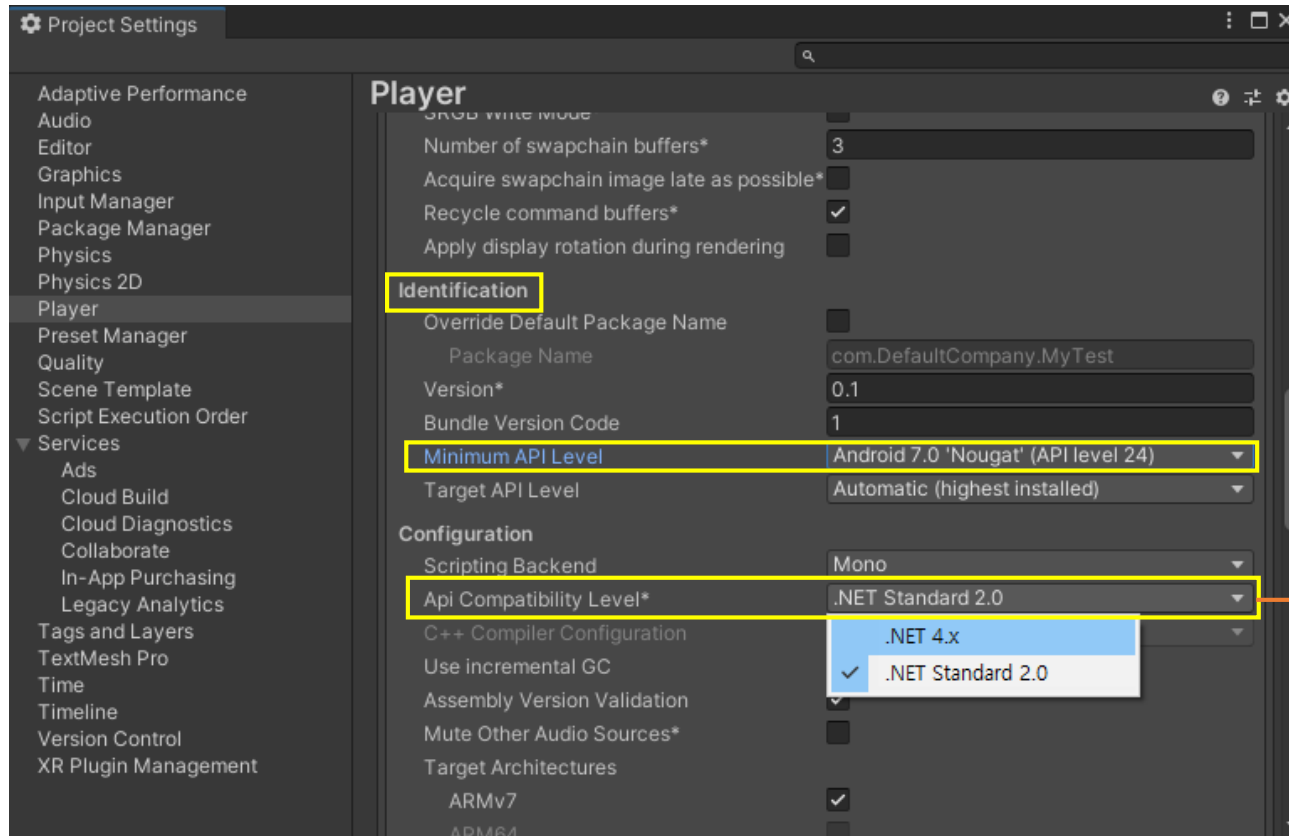 Project Settings
Adaptive Performance
Audio
Editor
Graphics
Input Manager
Package Manager
Physics
Physics 2D
Player
Preset Manager
Quality
Scene Template
Script Execution Order
Services
Ads
Cloud Build
Cloud Diagnostics
Collaborate
In-App Purchasing
Legacy Analytics
Tags and Layers
TextMesh Pro
Time
Timeline
Version Control
XR Plugin Management
Player
SRGB Write Mode
Number of swapchain buffers* 3
Acquire swapchain image late as possible*
Recycle command buffers*
Apply display rotation during rendering
Identification
Override Default Package Name
Package Name com.DefaultCompany.MyTest
Version* 0.1
Bundle Version Code 1
Minimum API Level Android 7.0 'Nougat' (API level 24)
Target API Level Automatic (highest installed)
Configuration
Scripting Backend Mono
Api Compatibility Level* .NET Standard 2.0
C++ Compiler Configuration .NET 4.x
Use incremental GC .NET Standard 2.0
Assembly Version Validation
Mute Other Audio Sources*
Target Architectures
ARMv7
ARM64